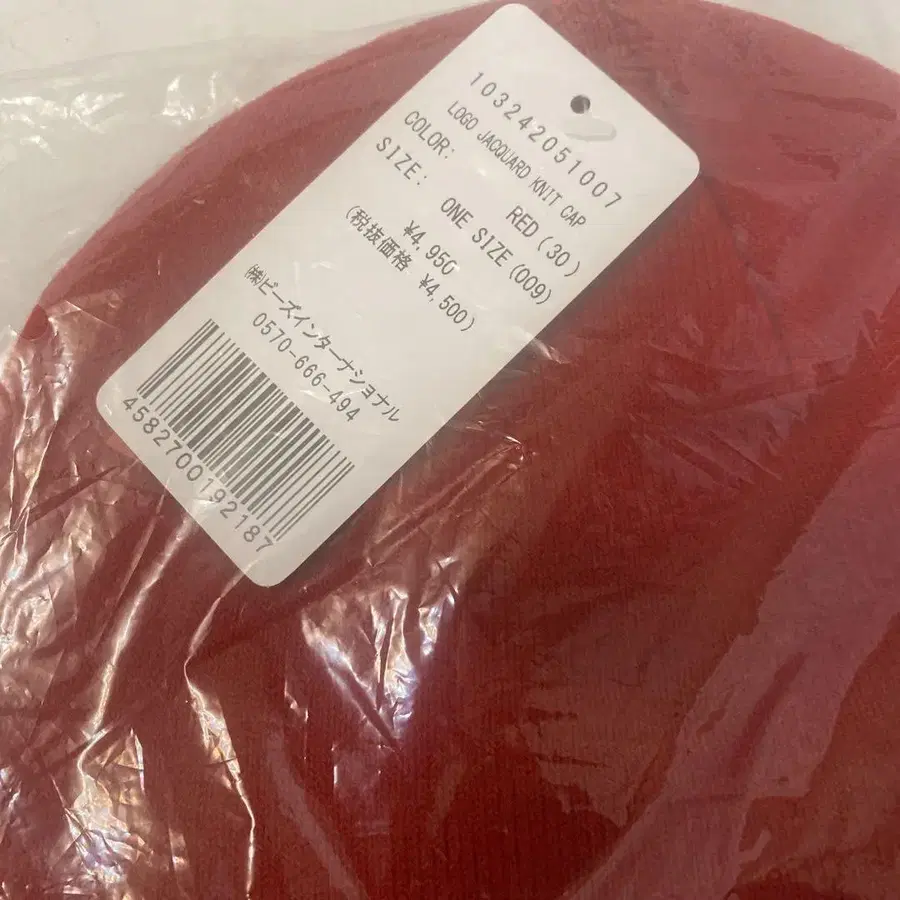 103242051007
LOGO JACQUARD KNIT CAP
COLOR: RED(30)
SIZE: ONE SIZE(009)
¥4,950
(税抜価格 ¥4,500)
㈱ビーズインターナショナル
0570-666-494
4582700192187